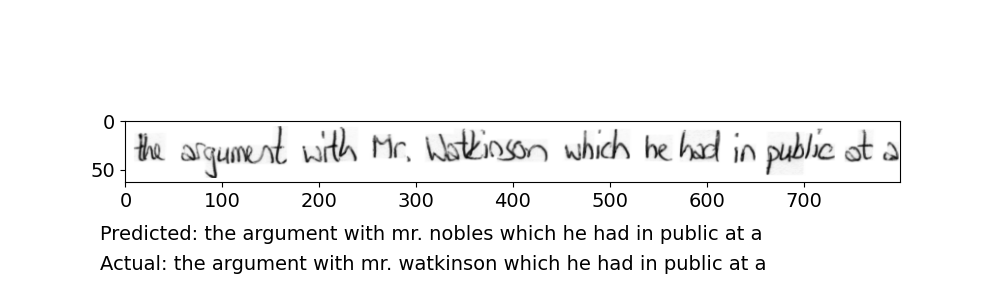 0
50
the argument with Mr. Watkinson which he had in public at a
0 100 200 300 400 500 600 700
Predicted: the argument with mr. nobles which he had in public at a
Actual: the argument with mr. watkinson which he had in public at a